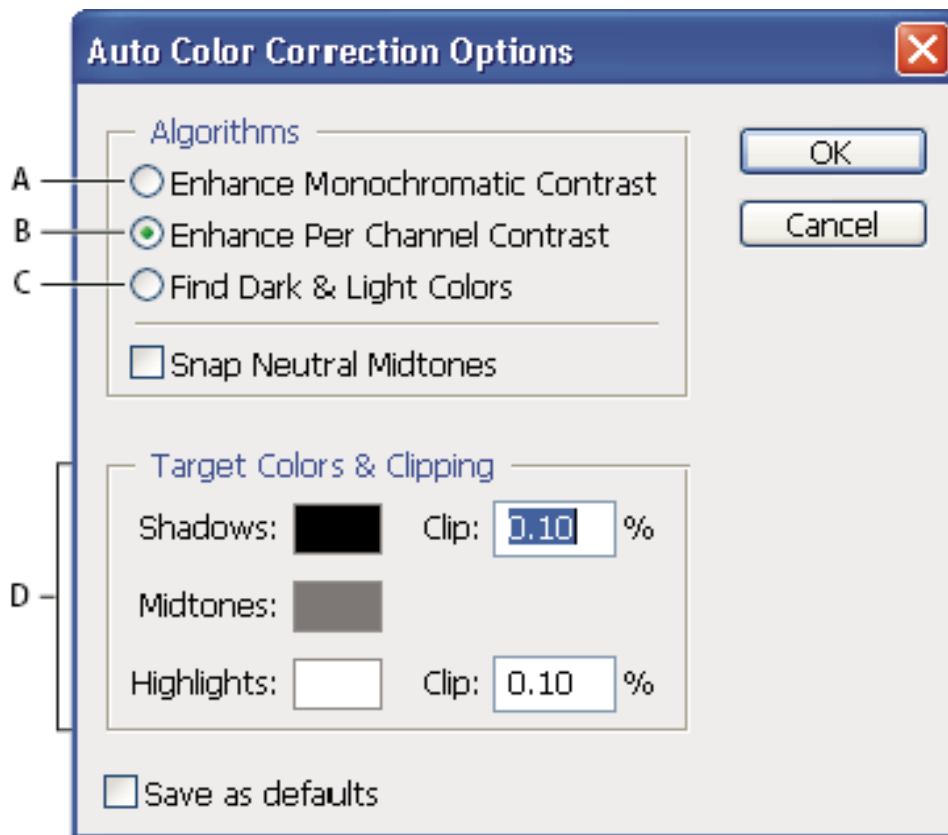 Auto Color Correction Options
Algorithms
A
Enhance Monochromatic Contrast
OK
B
Enhance Per Channel Contrast
Cancel
C
Find Dark & Light Colors
Snap Neutral Midtones
Target Colors & Clipping
Shadows: Clip: 0.10 %
D
Midtones:
Highlights: Clip: 0.10 %
Save as defaults